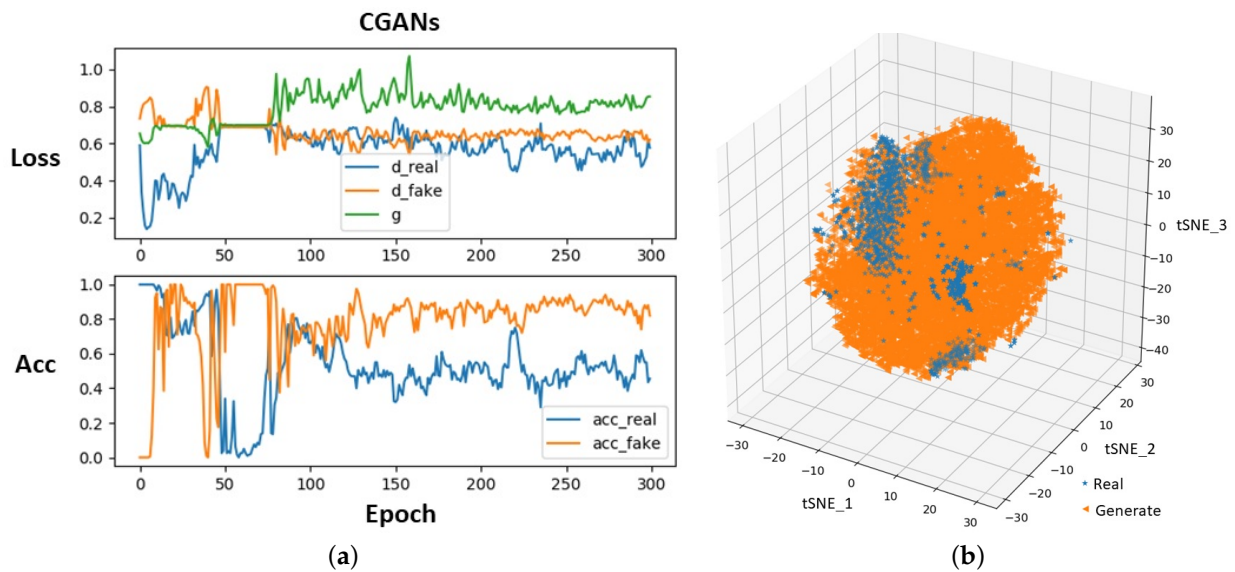 CGANs
Loss
1.0
0.8
0.6
0.4
0.2
d_real
d_fake
g
0 50 100 150 200 250 300
Acc
1.0
0.8
0.6
0.4
0.2
0.0
acc_real
acc_fake
0 50 100 150 200 250 300
Epoch
(a)
30
20
10
0
−10
−20
−30
−40
tSNE_3
−30
−20
−10
0
10
20
30
tSNE_1
30
20
10
0
−10
−20
−30
tSNE_2
Real
Generate
(b)